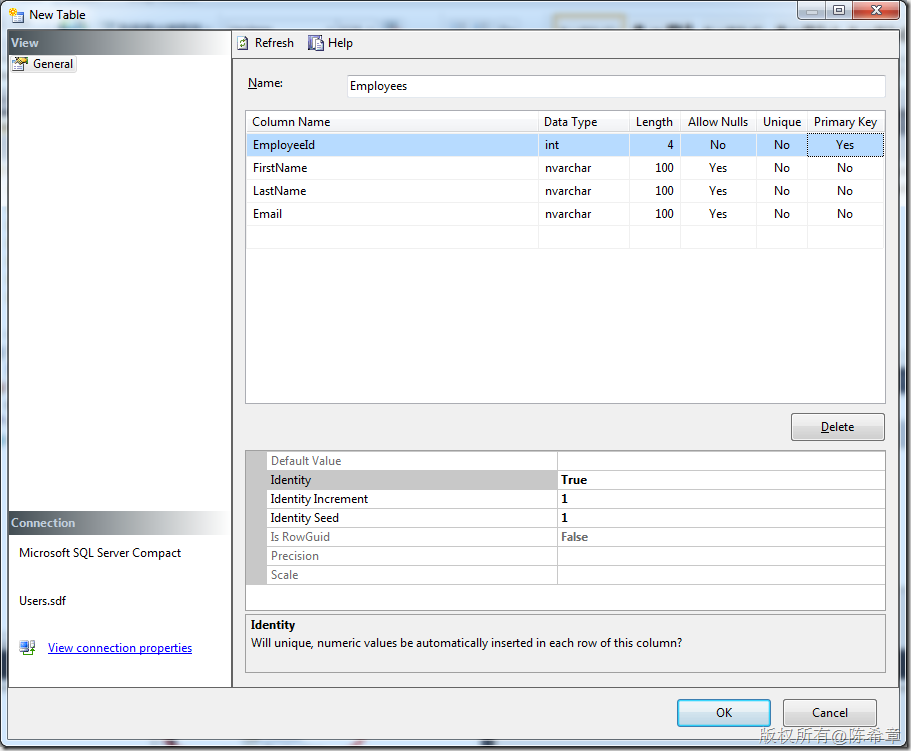 New Table
View
General
Refresh Help
Name: Employees
Column Name Data Type Length Allow Nulls Unique Primary Key
EmployeeId int 4 No No Yes
FirstName nvarchar 100 Yes No No
LastName nvarchar 100 Yes No No
Email nvarchar 100 Yes No No
Delete
Default Value
Identity True
Identity Increment 1
Identity Seed 1
Is RowGuid False
Precision
Scale
Identity
Will unique, numeric values be automatically inserted in each row of this column?
Connection
Microsoft SQL Server Compact
Users.sdf
View connection properties
OK Cancel
版权所有@陈希章